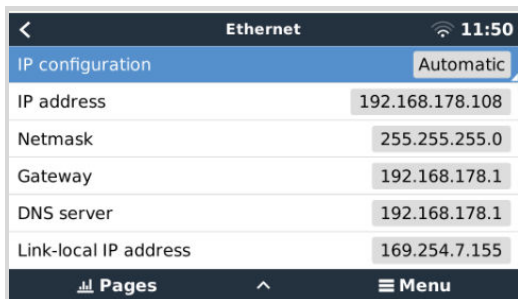 Ethernet 11:50
IP configuration Automatic
IP address 192.168.178.108
Netmask 255.255.255.0
Gateway 192.168.178.1
DNS server 192.168.178.1
Link-local IP address 169.254.7.155
Pages Menu